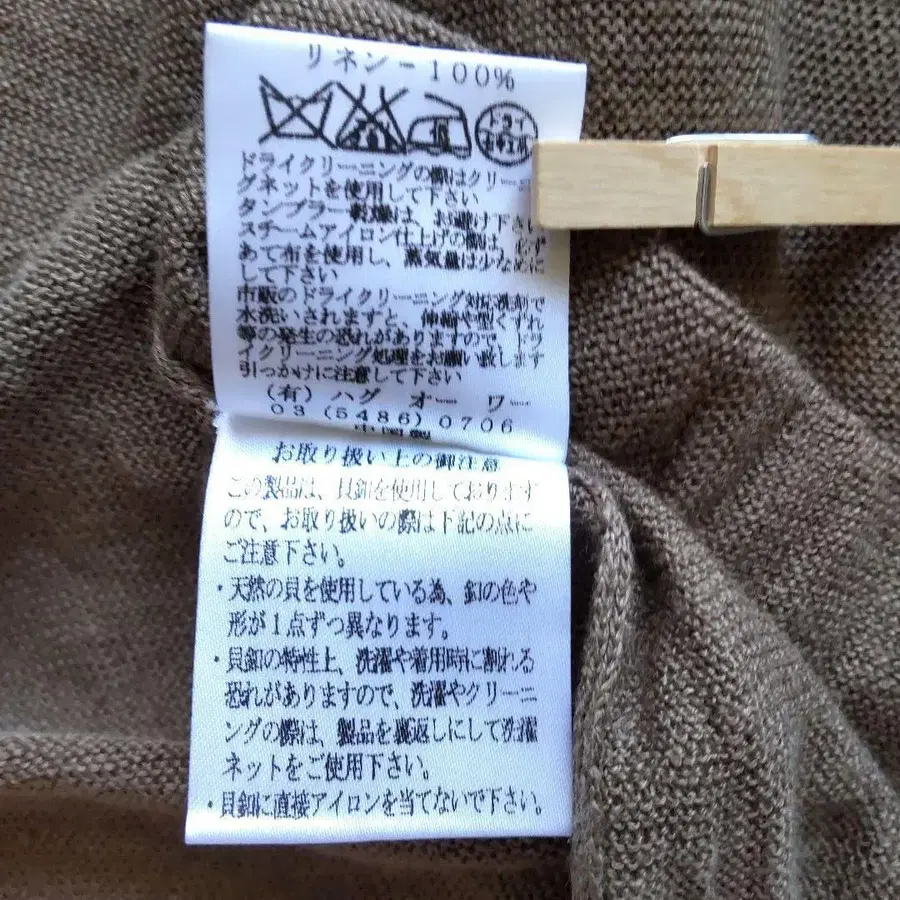 リネン-100%
ドライ
石油系
ドライクリーニングの際はクリーニン
グネットを使用して下さい
タンブラー乾燥は、お避け下さい
スチームアイロン仕上げの際は、必ず
あて布を使用し、蒸気量は少なめに
して下さい
市販のドライクリーニング対応洗剤で
水洗いされますと、伸縮や型くずれ
等の発生の恐れがありますので、ドラ
イクリーニング処理をお願い致します
引っかけに注意して下さい
(有) ハグ オー ワー
03(5486)0706
中国製
お取り扱い上の御注意
この製品は、貝釦を使用しております
ので、お取り扱いの際は下記の点に
ご注意下さい。
・天然の貝を使用している為、釦の色や
形が1点ずつ異なります。
・貝釦の特性上、洗濯や着用時に割れる
恐れがありますので、洗濯やクリーニ
ングの際は、製品を裏返しにして洗濯
ネットをご使用下さい。
・貝釦に直接アイロンを当てないで下さい。